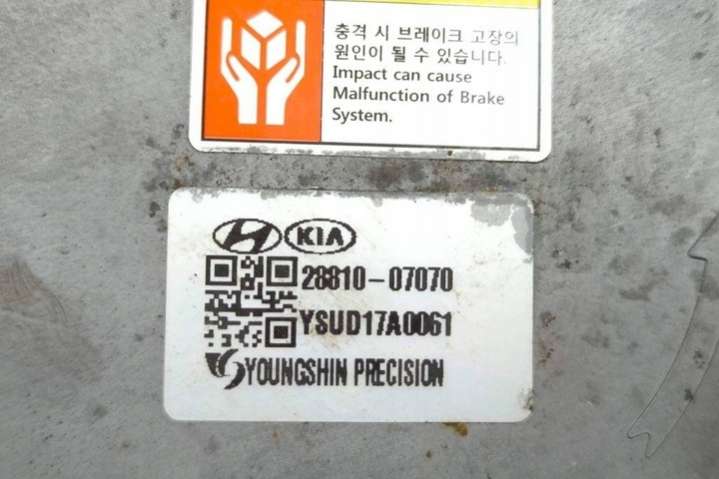 충격 시 브레이크 고장의
원인이 될 수 있습니다.
Impact can cause
Malfunction of Brake
System.
KIA
28810-07070
YSUD17A0061
YOUNGSHIN PRECISION